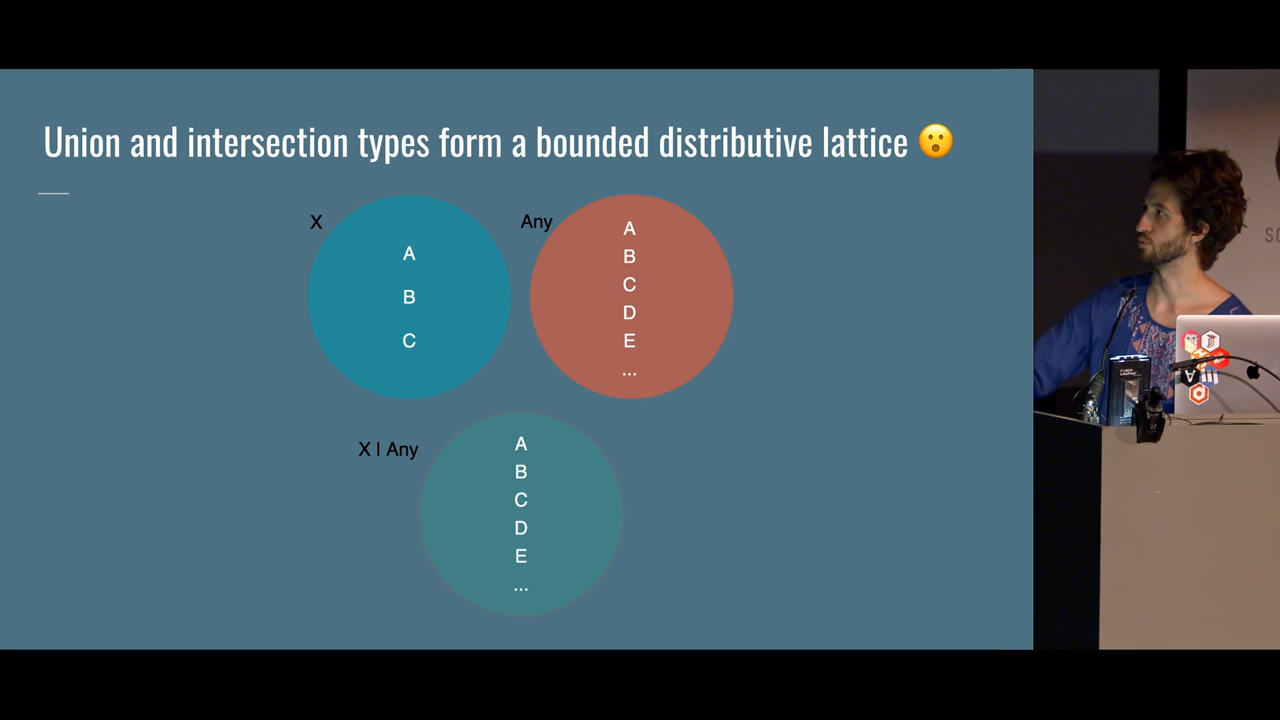 Union and intersection types form a bounded distributive lattice 😮
X
A
B
C
Any
A
B
C
D
E
...
X | Any
A
B
C
D
E
...